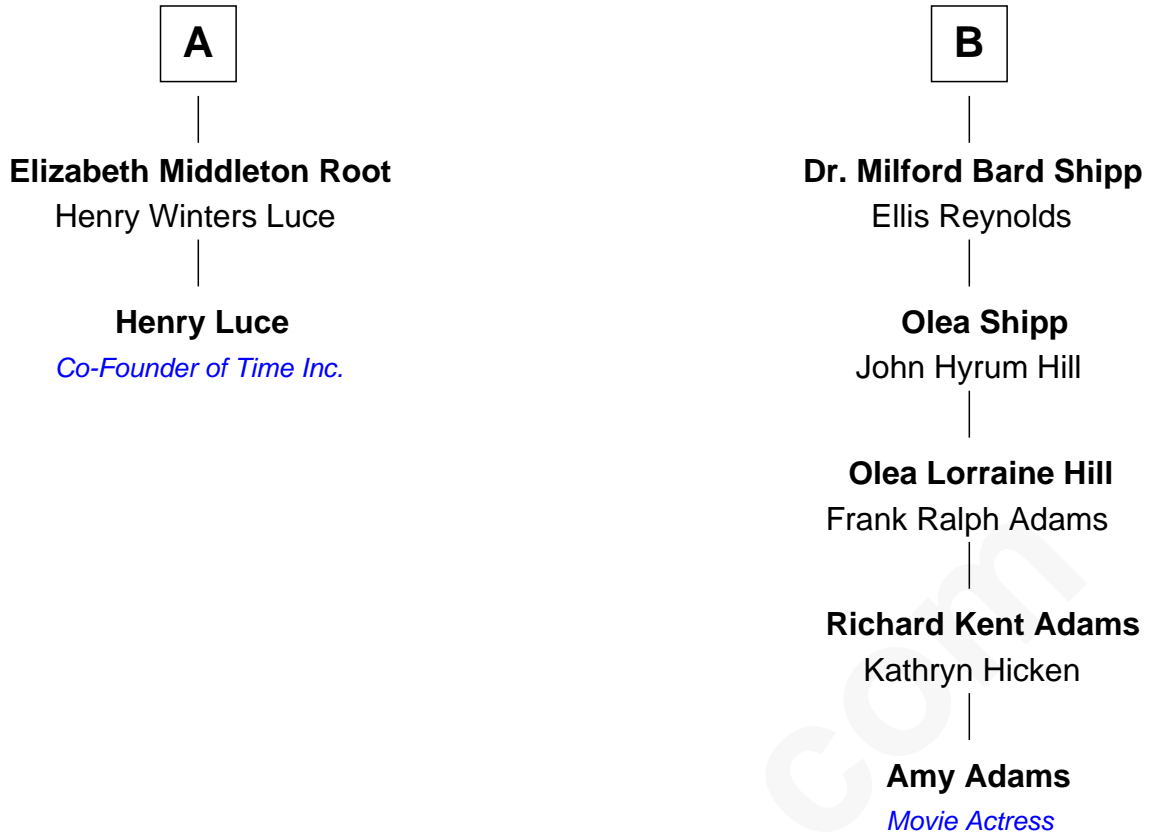 A
Elizabeth Middleton Root
Henry Winters Luce
Henry Luce
Co-Founder of Time Inc.
B
Dr. Milford Bard Shipp
Ellis Reynolds
Olea Shipp
John Hyrum Hill
Olea Lorraine Hill
Frank Ralph Adams
Richard Kent Adams
Kathryn Hicken
Amy Adams
Movie Actress
com